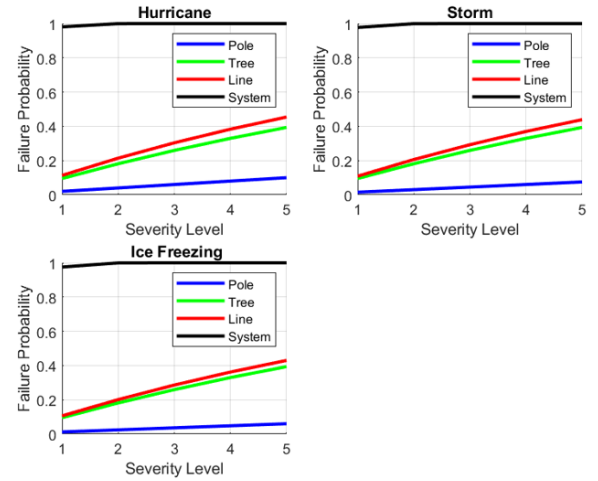 Hurricane
Failure Probability
1
0.8
0.6
0.4
0.2
0
Pole
Tree
Line
System
1 2 3 4 5
Severity Level
Storm
Failure Probability
1
0.8
0.6
0.4
0.2
0
Pole
Tree
Line
System
1 2 3 4 5
Severity Level
Ice Freezing
Failure Probability
1
0.8
0.6
0.4
0.2
0
Pole
Tree
Line
System
1 2 3 4 5
Severity Level